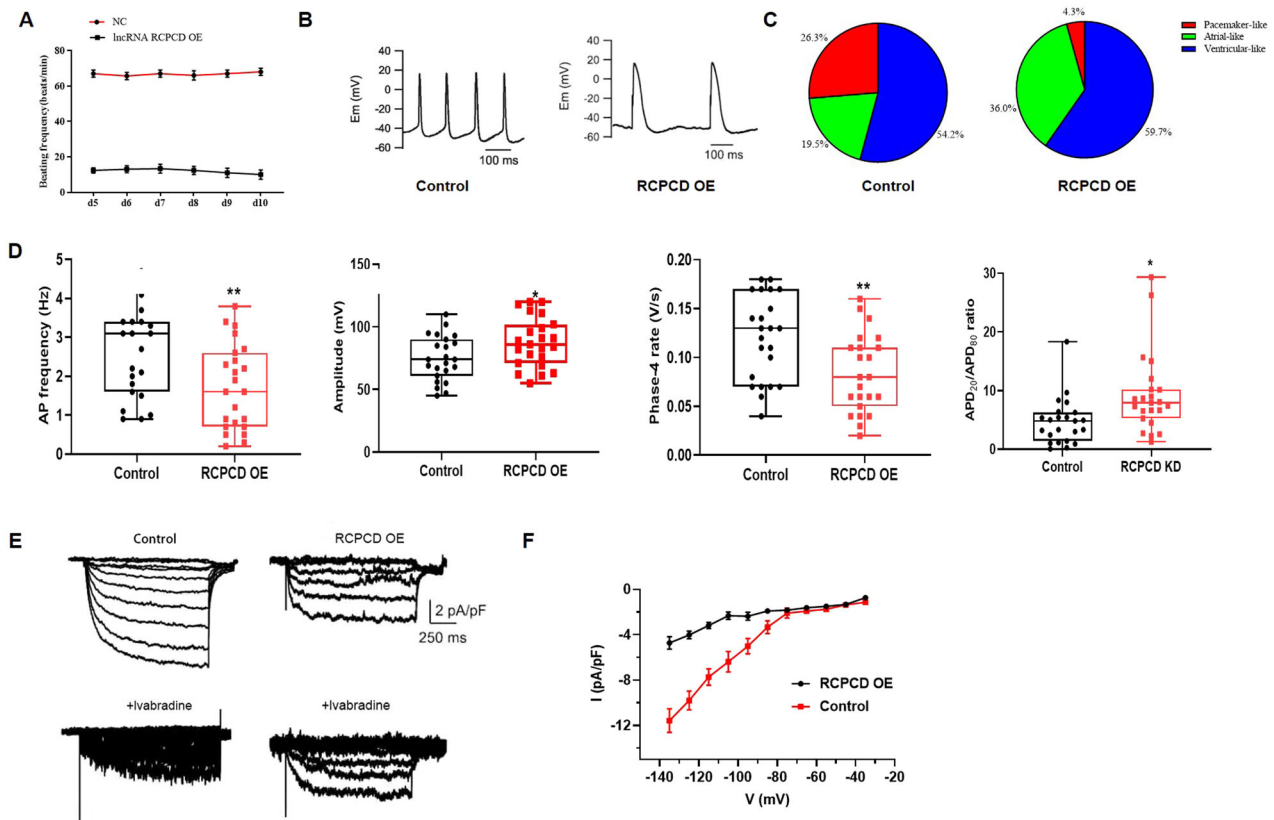 A
NC
lncRNA RCPCD OE
Beating frequency(beats/min)
80
60
40
20
0
d5 d6 d7 d8 d9 d10
B
Em (mV)
40
20
0
-20
-40
-60
100 ms
Control
Em (mV)
40
20
0
-20
-40
-60
100 ms
RCPCD OE
C
26.3%
19.5%
54.2%
Control
4.3%
36.0%
59.7%
RCPCD OE
Pacemaker-like
Atrial-like
Ventricular-like
D
AP frequency (Hz)
5
4
3
2
1
0
**
Control RCPCD OE
Amplitude (mV)
150
100
50
0
*
Control RCPCD OE
Phase-4 rate (V/s)
0.20
0.15
0.10
0.05
0.00
**
Control RCPCD OE
APD20/APD80 ratio
30
20
10
0
*
Control RCPCD KD
E
Control
RCPCD OE
2 pA/pF
250 ms
+Ivabradine
+Ivabradine
F
I (pA/pF)
0
-4
-8
-12
RCPCD OE
Control
-140 -120 -100 -80 -60 -40 -20
V (mV)